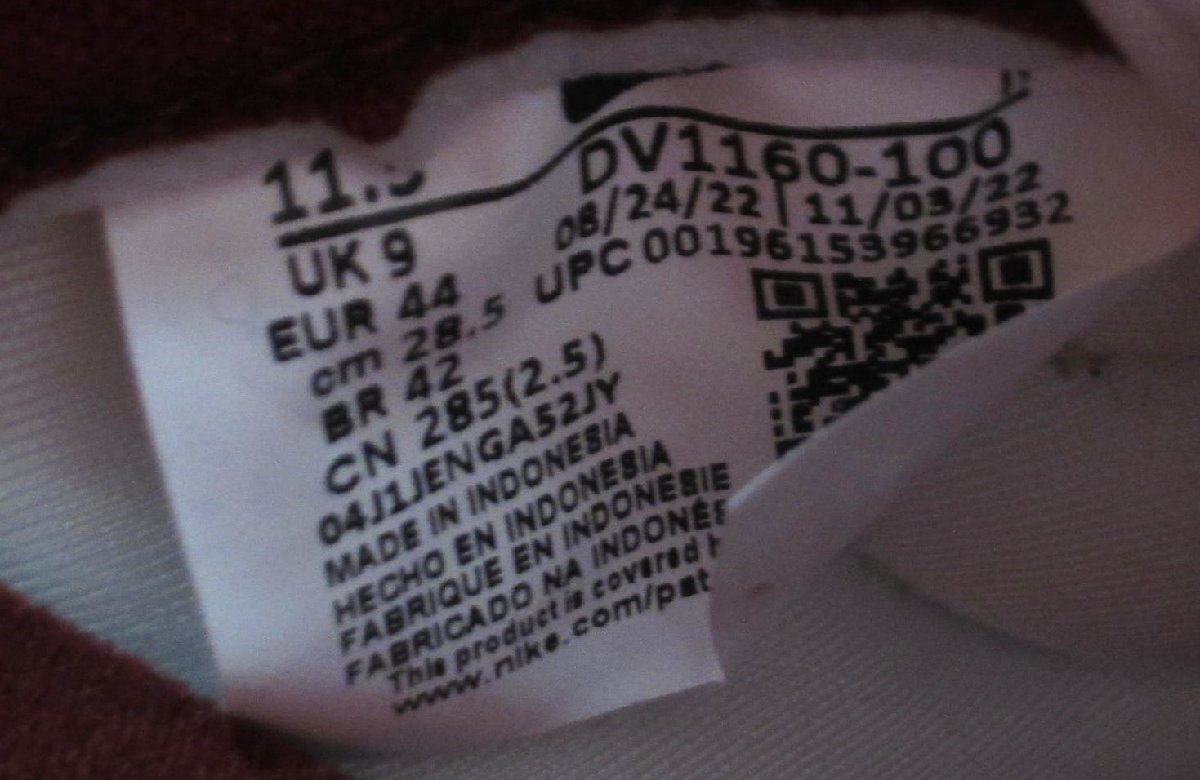 11.5
UK 9
EUR 44
cm 28.5
BR 42
CN 285(2.5)
04J1JENGA52JY
MADE IN INDONESIA
HECHO EN INDONESIA
FABRIQUE EN INDONESIE
FABRICADO NA
This product is covered
www.nike.com/pat
DV1160-100
08/24/22 | 11/03/22
UPC 00196153966932